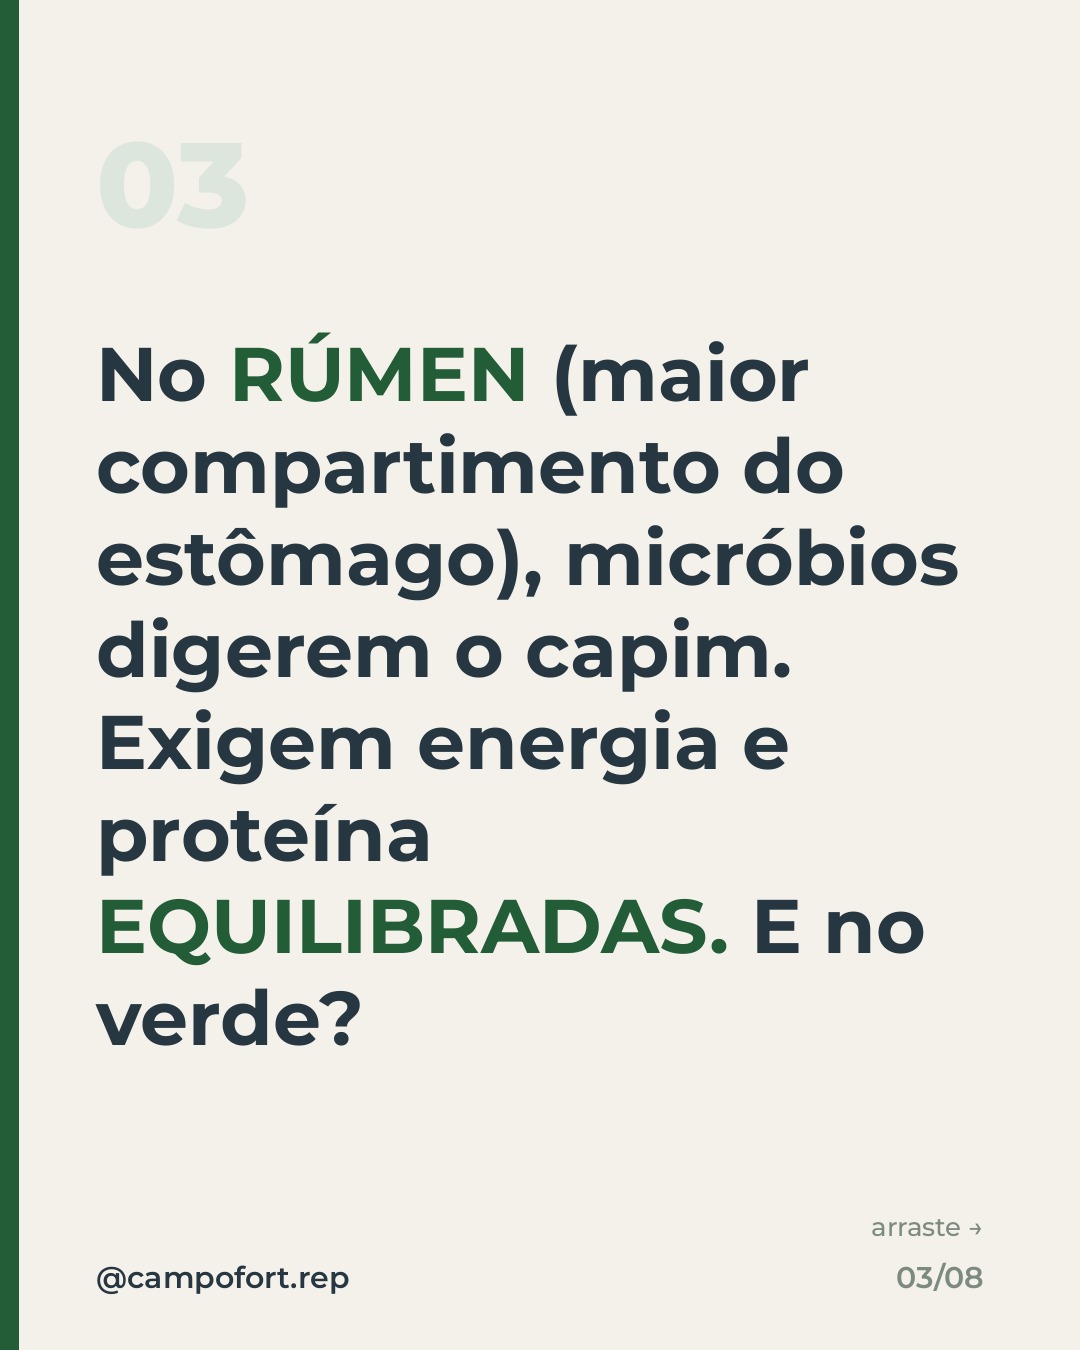 03
No RÚMEN (maior
compartimento do
estômago), micróbios
digerem o capim.
Exigem energia e
proteína
EQUILIBRADAS. E no
verde?
arraste →
@campofort.rep
03/08